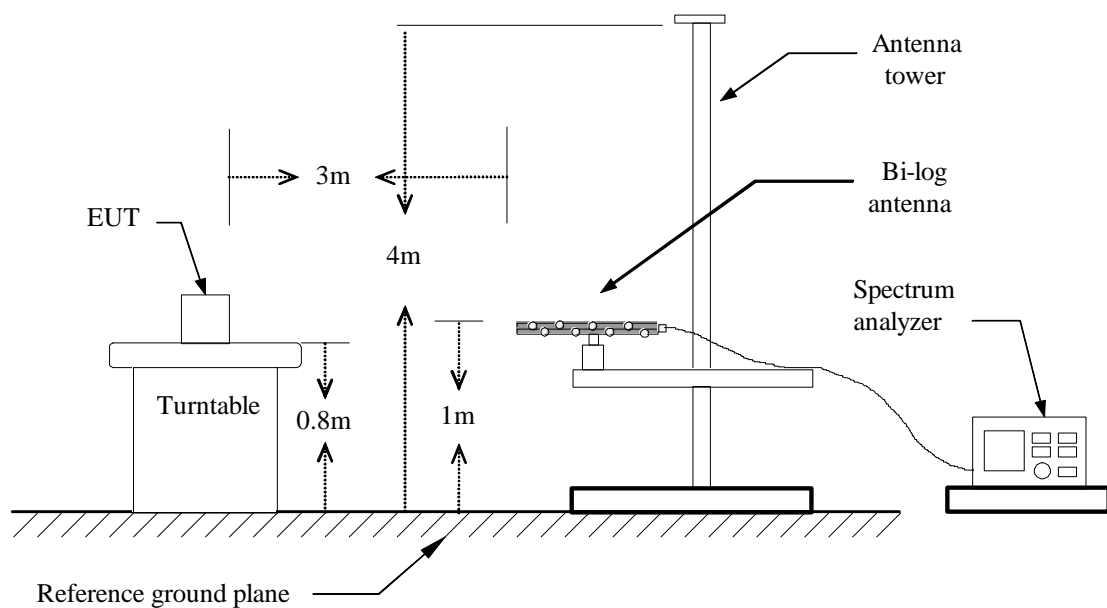 Antenna
tower
3m
Bi-log
antenna
EUT
4m
Spectrum
analyzer
Turntable
0.8m
1m
Reference ground plane